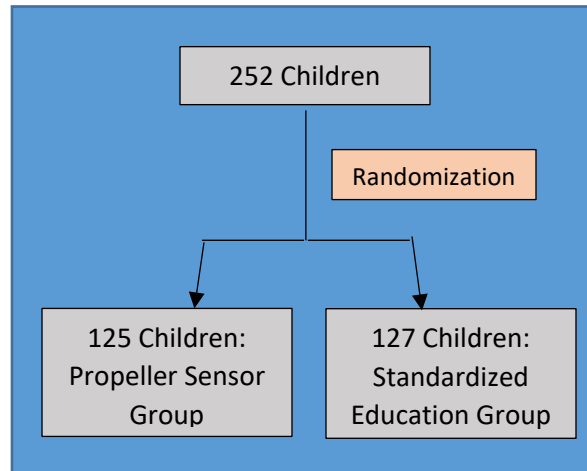 252 Children
Randomization
125 Children:
Propeller Sensor
Group
127 Children:
Standardized
Education Group